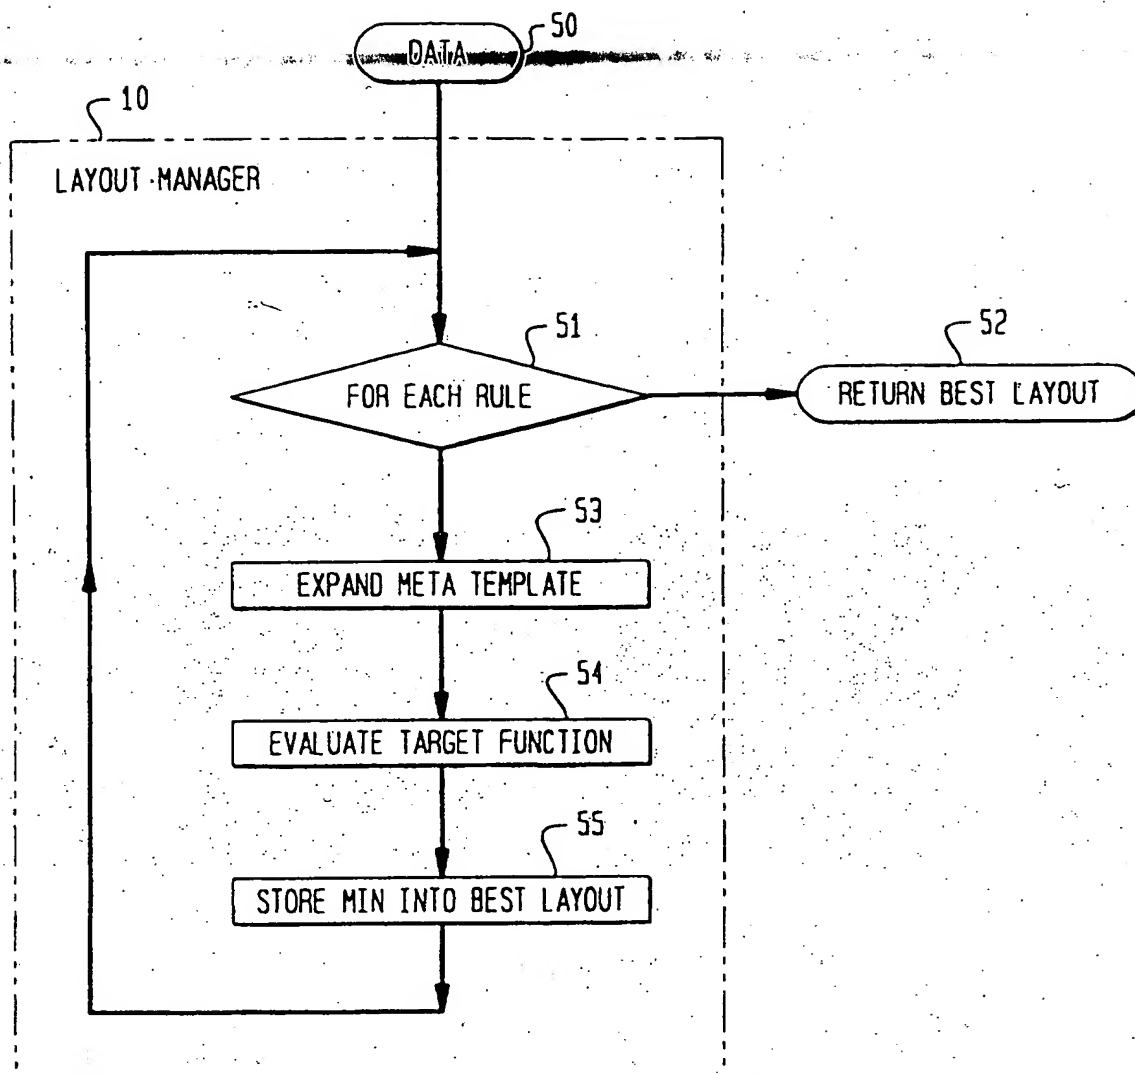 50
DATA
10
LAYOUT MANAGER
51
FOR EACH RULE
52
RETURN BEST LAYOUT
53
EXPAND META TEMPLATE
54
EVALUATE TARGET FUNCTION
55
STORE MIN INTO BEST LAYOUT